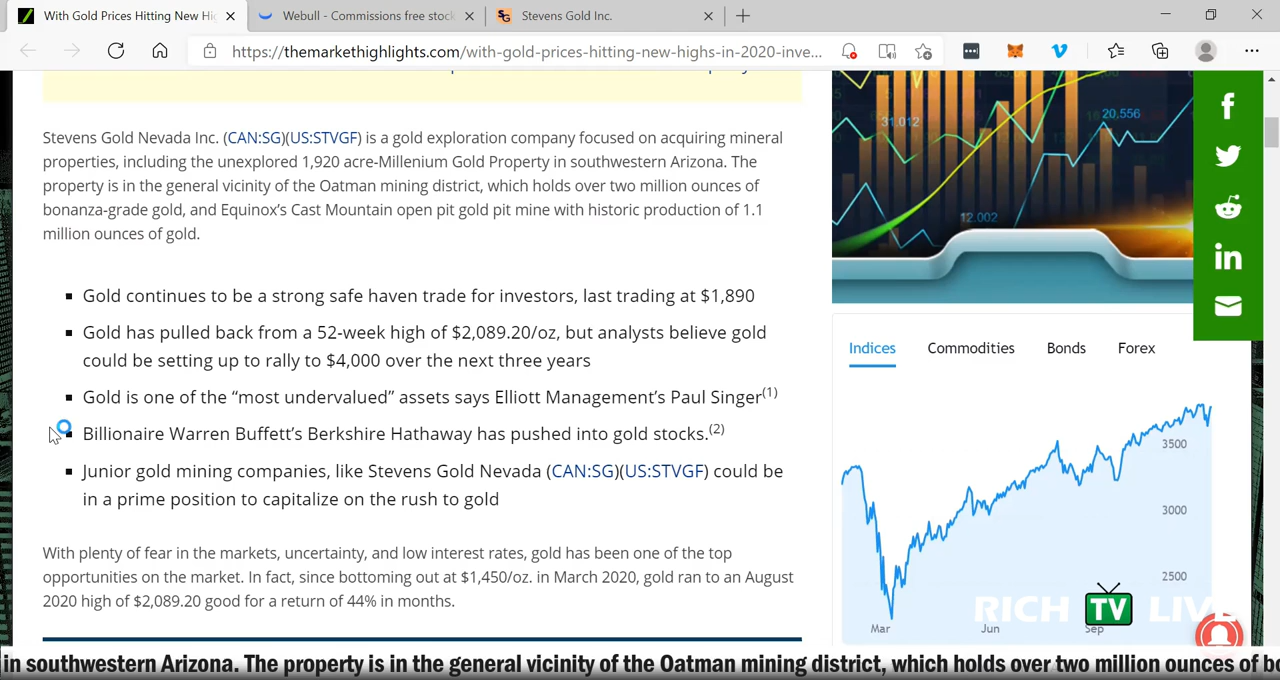 With Gold Prices Hitting New Hi
Webull - Commissions free stock
Stevens Gold Inc.
https://themarkethighlights.com/with-gold-prices-hitting-new-highs-in-2020-inve...
Stevens Gold Nevada Inc. (CAN:SG)(US:STVGF) is a gold exploration company focused on acquiring mineral
properties, including the unexplored 1,920 acre-Millenium Gold Property in southwestern Arizona. The
property is in the general vicinity of the Oatman mining district, which holds over two million ounces of
bonanza-grade gold, and Equinox’s Cast Mountain open pit gold pit mine with historic production of 1.1
million ounces of gold.
Gold continues to be a strong safe haven trade for investors, last trading at $1,890
Gold has pulled back from a 52-week high of $2,089.20/oz, but analysts believe gold
could be setting up to rally to $4,000 over the next three years
Gold is one of the “most undervalued” assets says Elliott Management’s Paul Singer(1)
Billionaire Warren Buffett’s Berkshire Hathaway has pushed into gold stocks.(2)
Junior gold mining companies, like Stevens Gold Nevada (CAN:SG)(US:STVGF) could be
in a prime position to capitalize on the rush to gold
With plenty of fear in the markets, uncertainty, and low interest rates, gold has been one of the top
opportunities on the market. In fact, since bottoming out at $1,450/oz. in March 2020, gold ran to an August
2020 high of $2,089.20 good for a return of 44% in months.
31.012
20,556
12.002
Indices Commodities Bonds Forex
3500
3000
2500
Mar Jun Sep
RICH TV LIVE
in southwestern Arizona. The property is in the general vicinity of the Oatman mining district, which holds over two million ounces of bo